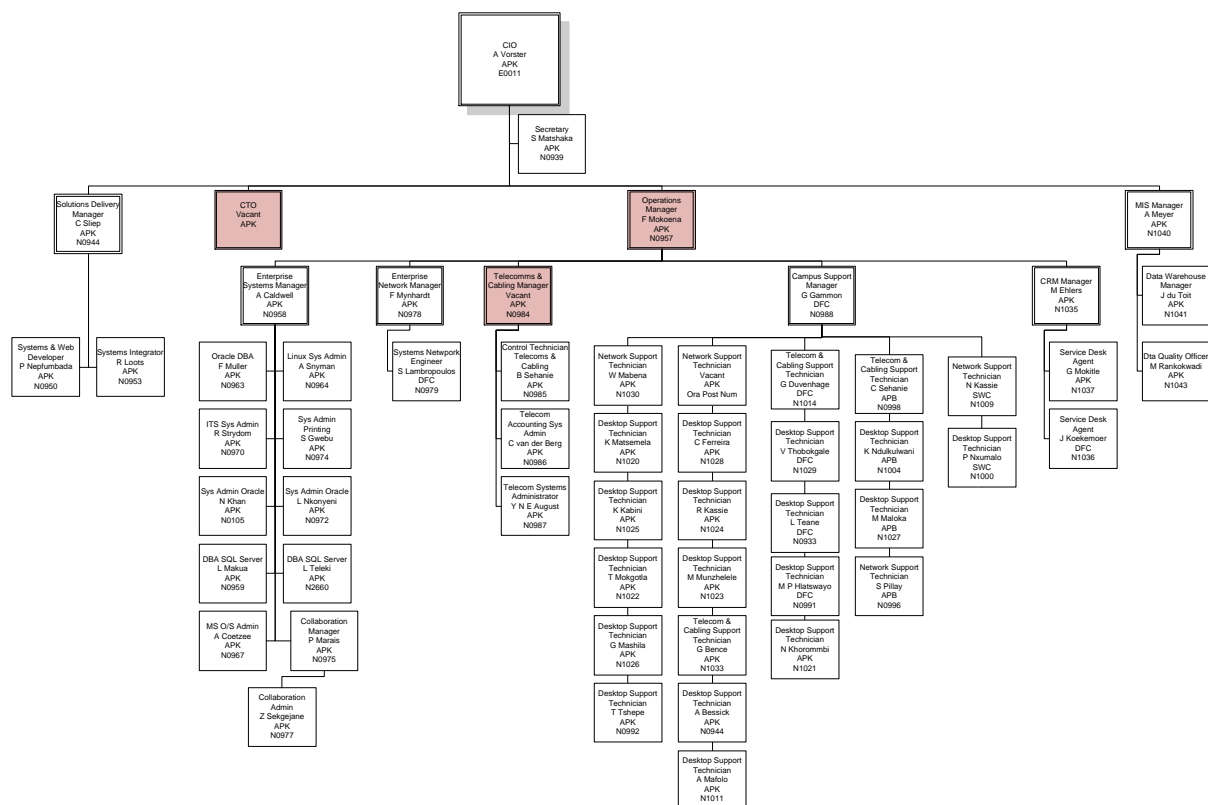 CIO
A Vorster
APK
E0011
Secretary
S Matshaka
APK
N0939
Solutions Delivery
Manager
C Sliep
APK
N0944
CTO
Vacant
APK
Operations
Manager
F Mokoena
APK
N0957
MIS Manager
A Meyer
APK
N1040
Enterprise
Systems Manager
A Caldwell
APK
N0958
Enterprise
Network Manager
F Mynhardt
APK
N0978
Telecomms &
Cabling Manager
Vacant
APK
N0984
Campus Support
Manager
G Gammon
DFC
N0988
CRM Manager
M Ehlers
APK
N1035
Data Warehouse
Manager
J du Toit
APK
N1041
Dta Quality Officer
M Rankokwadi
APK
N1043
Systems & Web
Developer
P Nepfumbada
APK
N0950
Systems Integrator
R Loots
APK
N0953
Oracle DBA
F Muller
APK
N0963
Linux Sys Admin
A Snyman
APK
N0964
ITS Sys Admin
R Strydom
APK
N0970
Sys Admin
Printing
S Gwebu
APK
N0974
Sys Admin Oracle
N Khan
APK
N0105
Sys Admin Oracle
L Nkonyeni
APK
N0972
DBA SQL Server
L Makua
APK
N0959
DBA SQL Server
L Teleki
APK
N2660
MS O/S Admin
A Coetzee
APK
N0967
Collaboration
Manager
P Marais
APK
N0975
Collaboration
Admin
Z Sekgejane
APK
N0977
Systems Netwpork
Engineer
S Lambropoulos
DFC
N0979
Control Technician
Telecoms &
Cabling
B Sehanie
APK
N0985
Telecom
Accounting Sys
Admin
C van der Berg
APK
N0986
Telecom Systems
Administrator
Y N E August
APK
N0987
Network Support
Technician
W Mabena
APK
N1030
Desktop Support
Technician
K Matsemela
APK
N1020
Desktop Support
Technician
K Kabini
APK
N1025
Desktop Support
Technician
T Mokgotla
APK
N1022
Desktop Support
Technician
G Mashila
APK
N1026
Desktop Support
Technician
T Tshepe
APK
N0992
Network Support
Technician
Vacant
APK
Ora Post Num
Desktop Support
Technician
C Ferreira
APK
N1028
Desktop Support
Technician
R Kassie
APK
N1024
Desktop Support
Technician
M Munzhelele
APK
N1023
Telecom &
Cabling Support
Technician
G Bence
APK
N1033
Desktop Support
Technician
A Bessick
APK
N0944
Desktop Support
Technician
A Mafolo
APK
N1011
Telecom &
Cabling Support
Technician
G Duvenhage
DFC
N1014
Desktop Support
Technician
V Thobokgale
DFC
N1029
Desktop Support
Technician
L Teane
DFC
N0933
Desktop Support
Technician
M P Hlatswayo
DFC
N0991
Desktop Support
Technician
N Khorommbi
APK
N1021
Telecom &
Cabling Support
Technician
C Sehanie
APB
N0998
Desktop Support
Technician
K Ndulkulwani
APB
N1004
Desktop Support
Technician
M Maloka
APB
N1027
Network Support
Technician
S Pillay
APB
N0996
Network Support
Technician
N Kassie
SWC
N1009
Desktop Support
Technician
P Nxumalo
SWC
N1000
Service Desk
Agent
G Mokitle
APK
N1037
Service Desk
Agent
J Koekemoer
DFC
N1036